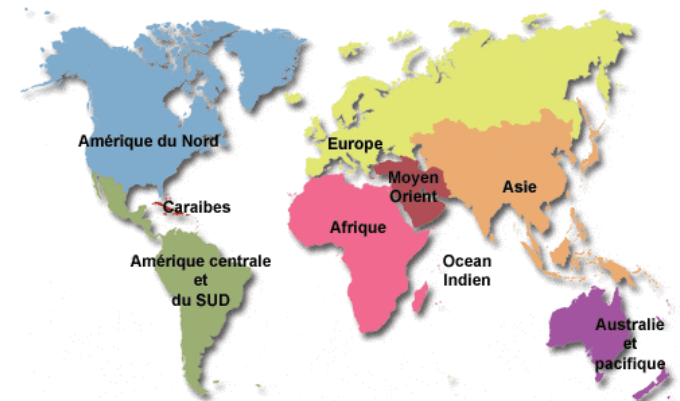 Amérique du Nord
Europe
Moyen
Orient
Asie
Caraibes
Afrique
Amérique centrale
et
du SUD
Ocean
Indien
Australie
et
pacifique